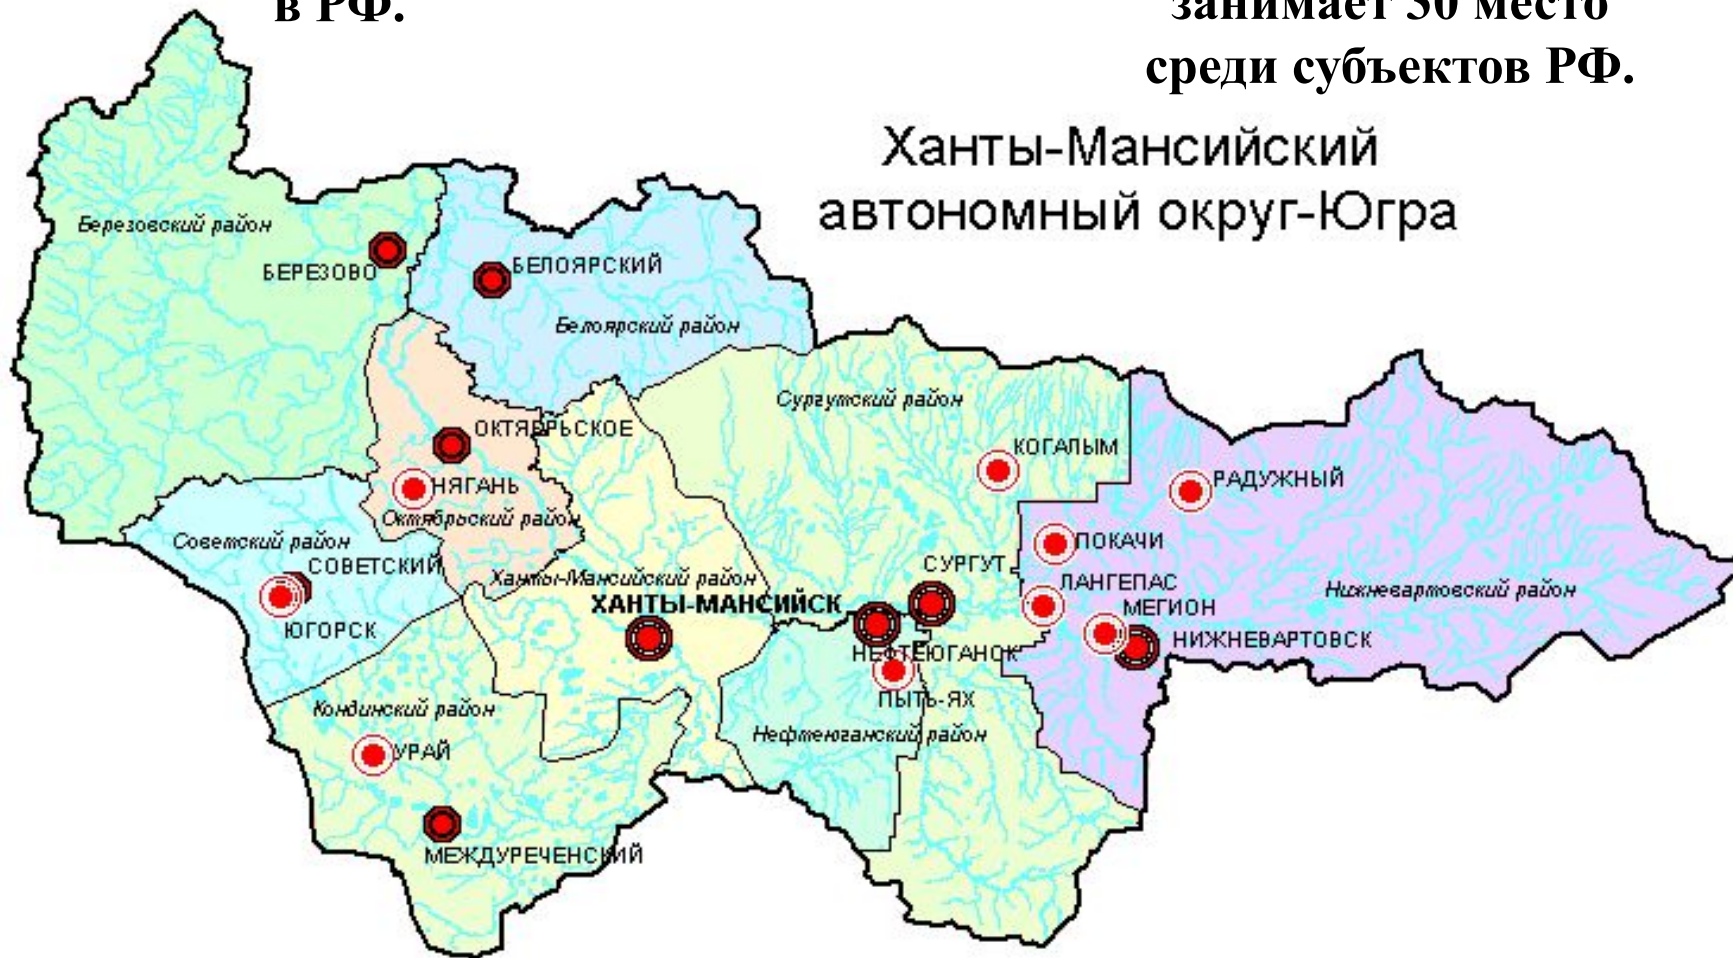 в РФ.
занимает 30 место
среди субъектов РФ.
Ханты-Мансийский
автономный округ-Югра
Березовский район
БЕРЕЗОВО
БЕЛОЯРСКИЙ
Белоярский район
Сургутский район
ОКТЯБРЬСКОЕ
КОГАЛЫМ
РАДУЖНЫЙ
НЯГАНЬ
Октябрьский район
Советский район
ПОКАЧИ
СОВЕТСКИЙ
СУРГУТ
Ханты-Мансийский район
ЛАНГЕПАС
Нижневартовский район
ХАНТЫ-МАНСИЙСК
МЕГИОН
ЮГОРСК
НИЖНЕВАРТОВСК
НЕФТЕЮГАНСК
ПЫТЬ-ЯХ
Кондинский район
Нефтеюганский район
УРАЙ
МЕЖДУРЕЧЕНСКИЙ